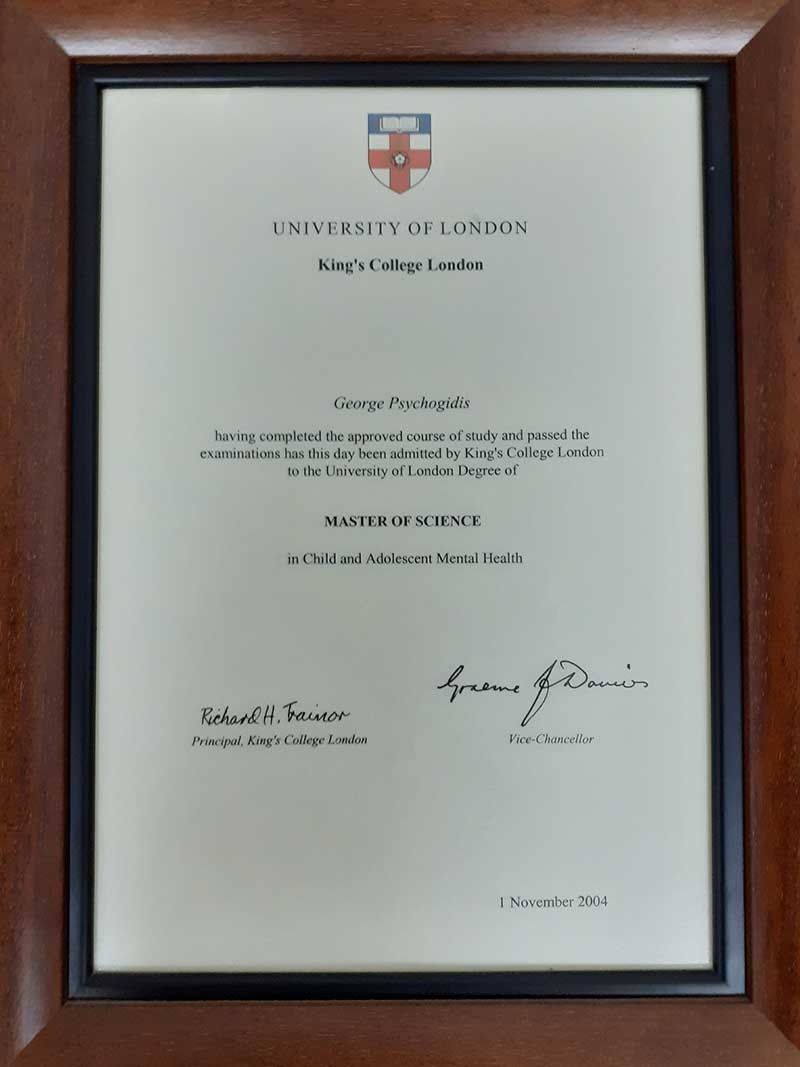 UNIVERSITY OF LONDON
King's College London
George Psychogidis
having completed the approved course of study and passed the
examinations has this day been admitted by King's College London
to the University of London Degree of
MASTER OF SCIENCE
in Child and Adolescent Mental Health
Graeme J Davies
Richard H. Trainor
Principal, King's College London
Vice-Chancellor
1 November 2004